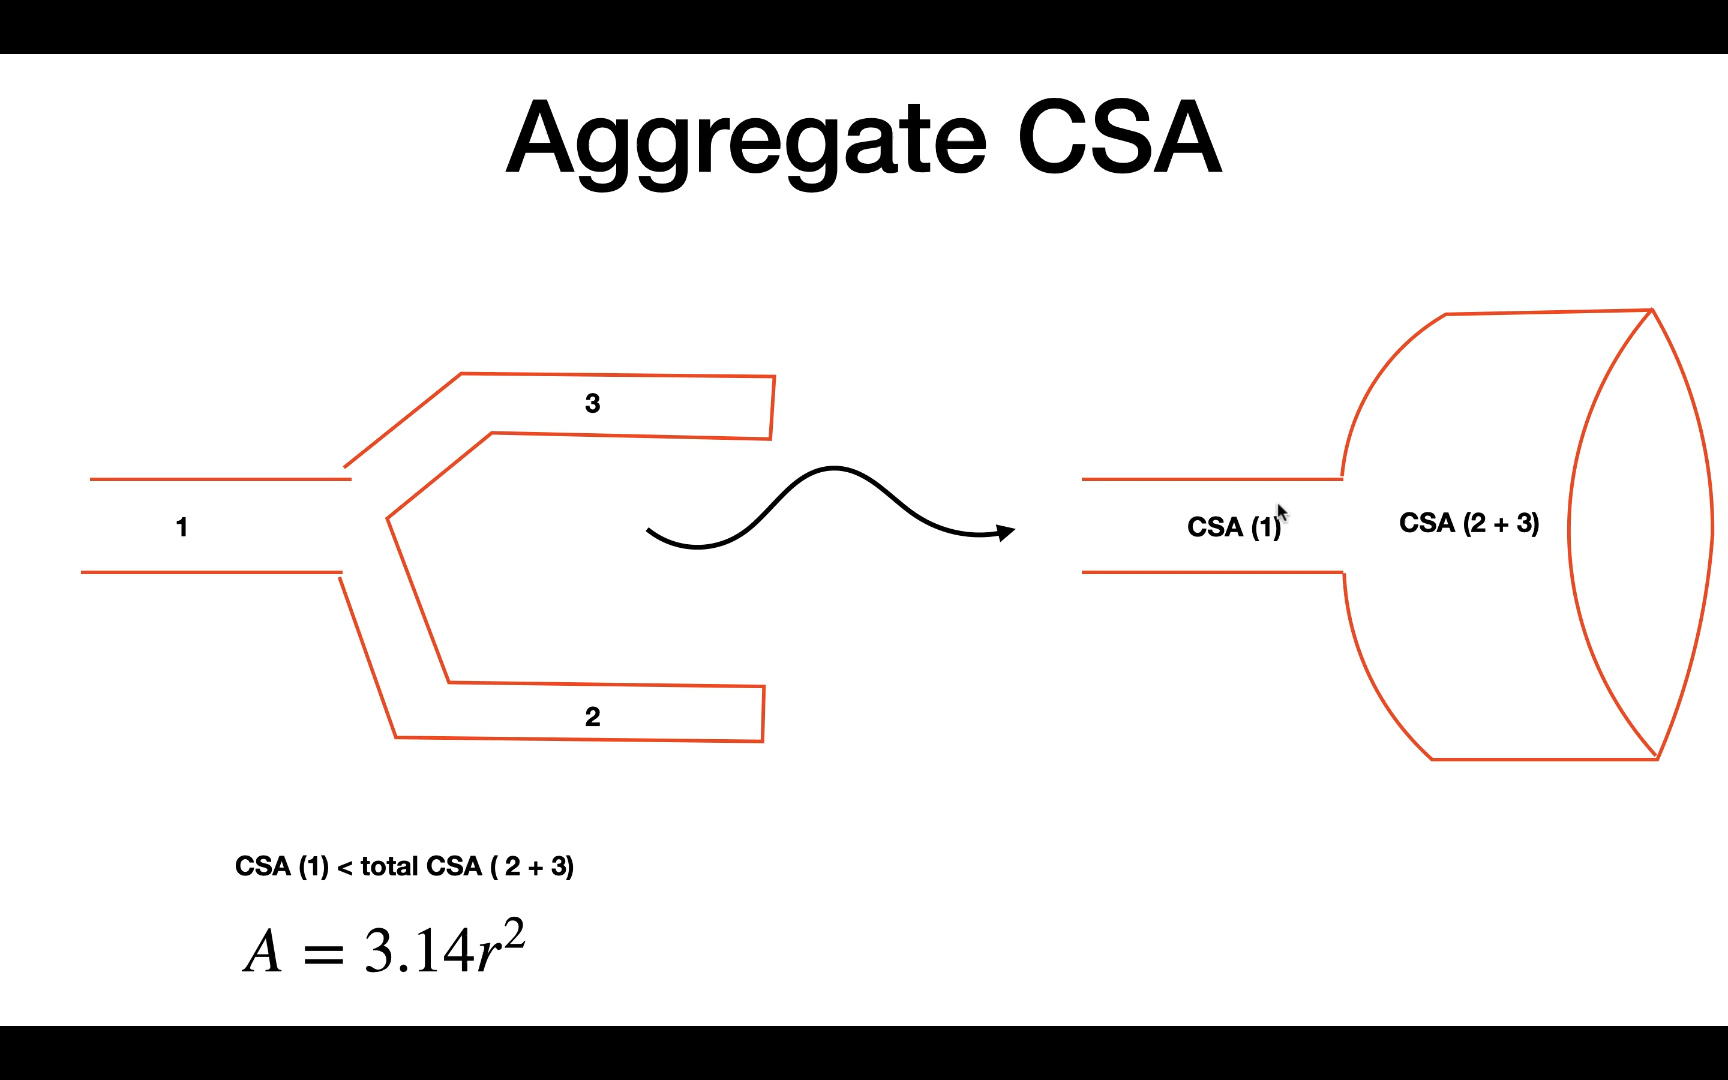 Aggregate CSA
3
1
2
CSA (1)
CSA (2 + 3)
CSA (1) < total CSA ( 2 + 3)
A = 3.14r²